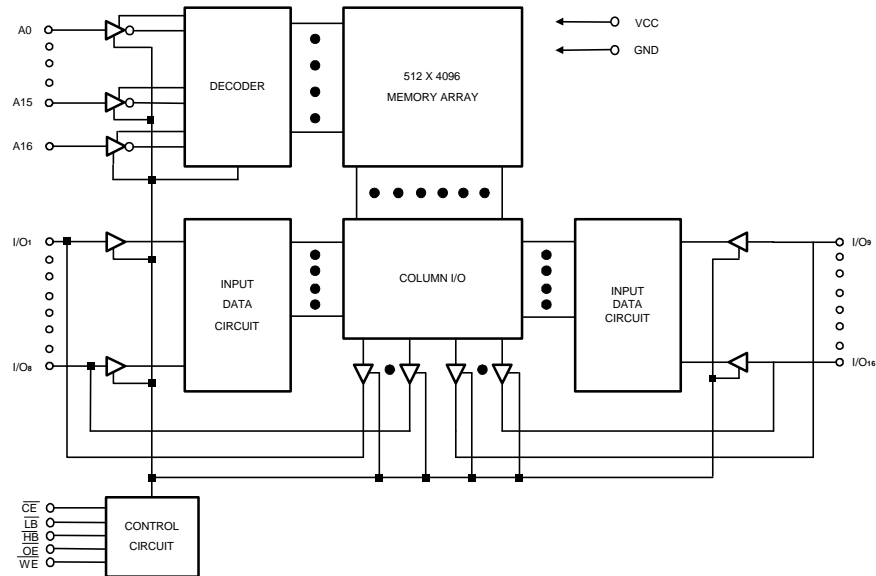 A0
VCC
GND
DECODER
512 X 4096
MEMORY ARRAY
A15
A16
I/O1
I/O9
INPUT
DATA
CIRCUIT
COLUMN I/O
INPUT
DATA
CIRCUIT
I/O8
I/O16
CE
LB
HB
OE
WE
CONTROL
CIRCUIT